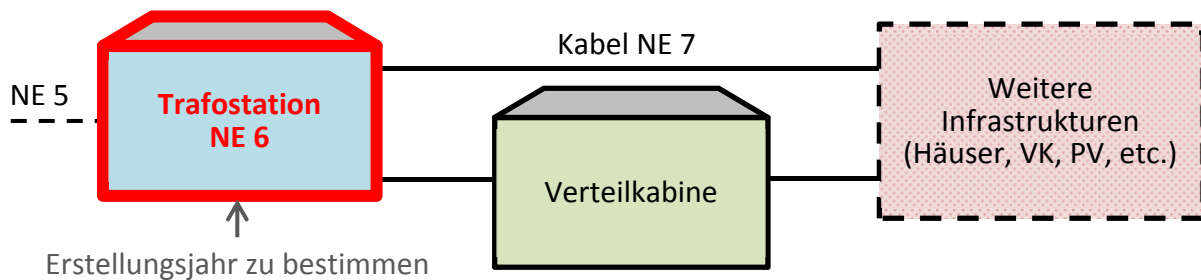 Kabel NE 7
NE 5
Trafostation
NE 6
Weitere
Infrastrukturen
(Häuser, VK, PV, etc.)
Verteilkabine
Erstellungsjahr zu bestimmen